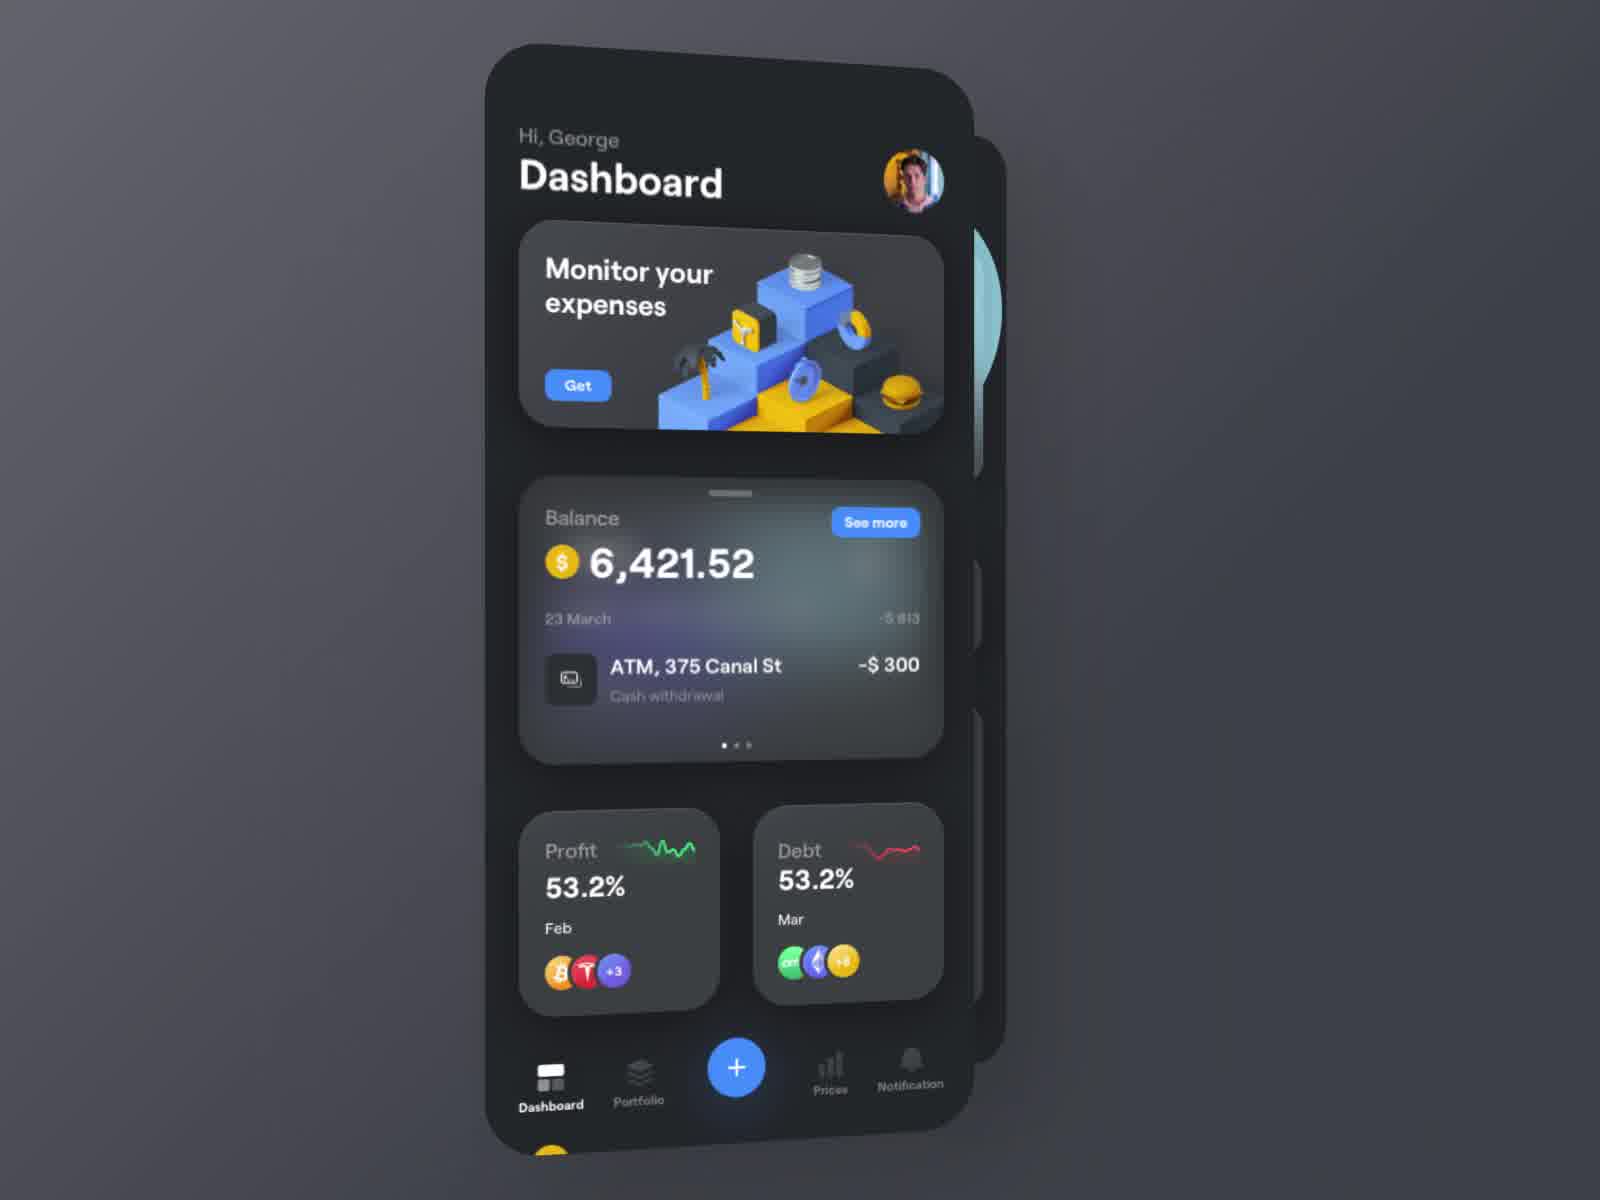 Hi, George
Dashboard
Monitor your
expenses
Get
Balance
See more
$ 6,421.52
23 March
-$ 813
ATM, 375 Canal St
-$ 300
Cash withdrawal
Profit
53.2%
Feb
+3
Debt
53.2%
Mar
+8
Dashboard
Portfolio
+
Prices
Notification